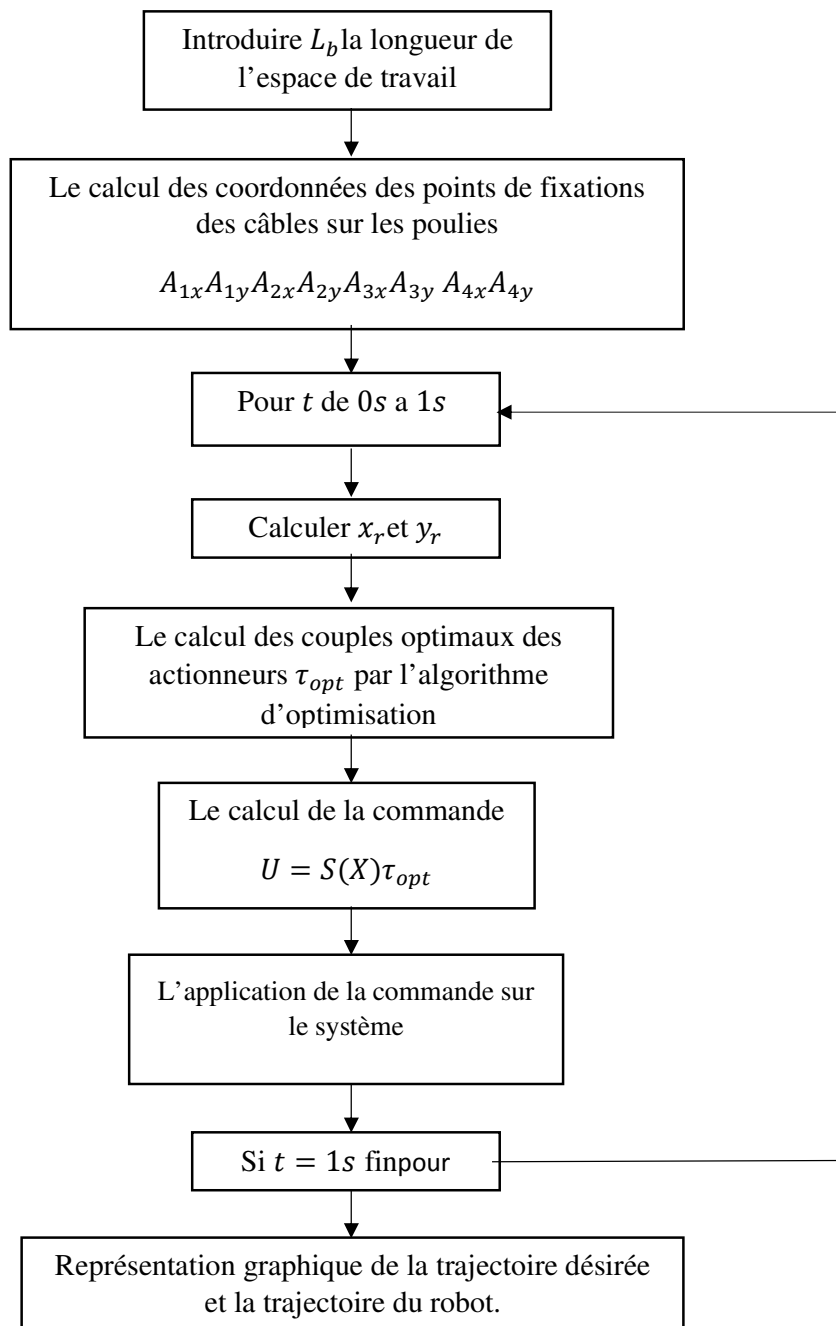 Introduire L_b la longueur de
l'espace de travail
Le calcul des coordonnées des points de fixations
des câbles sur les poulies
A_{1x}A_{1y}A_{2x}A_{2y}A_{3x}A_{3y} A_{4x}A_{4y}
Pour t de 0s a 1s
Calculer x_r et y_r
Le calcul des couples optimaux des
actionneurs τ_{opt} par l'algorithme
d'optimisation
Le calcul de la commande
U = S(X)τ_{opt}
L'application de la commande sur
le système
Si t = 1s finpour
Représentation graphique de la trajectoire désirée
et la trajectoire du robot.